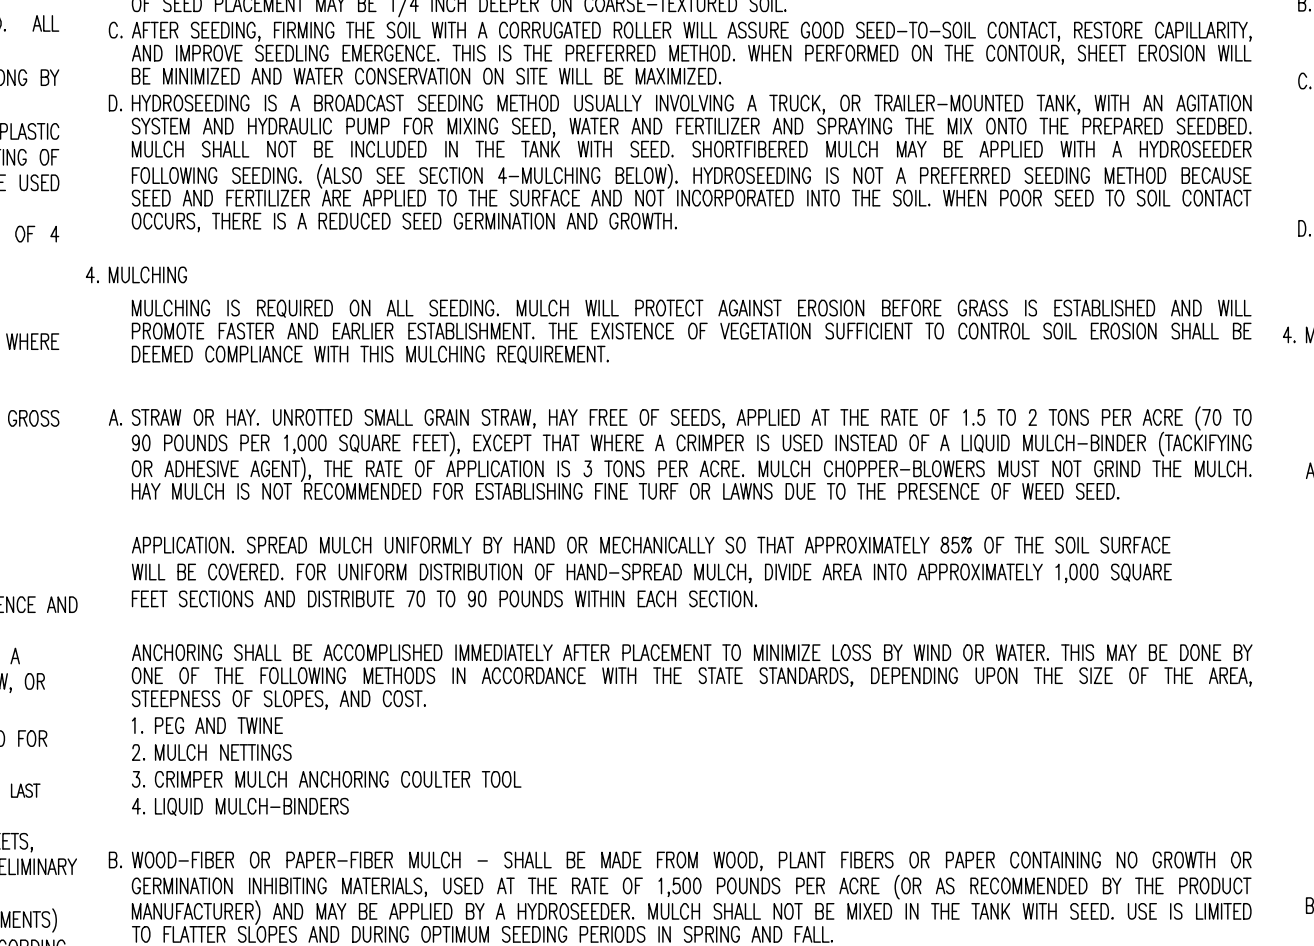 OF SEED PLACEMENT MAY BE 1/4 INCH DEEPER ON COARSE-TEXTURED SOIL.
C. AFTER SEEDING, FIRMING THE SOIL WITH A CORRUGATED ROLLER WILL ASSURE GOOD SEED-TO-SOIL CONTACT, RESTORE CAPILLARITY,
AND IMPROVE SEEDLING EMERGENCE. THIS IS THE PREFERRED METHOD. WHEN PERFORMED ON THE CONTOUR, SHEET EROSION WILL
BE MINIMIZED AND WATER CONSERVATION ON SITE WILL BE MAXIMIZED.
D. HYDROSEEDING IS A BROADCAST SEEDING METHOD USUALLY INVOLVING A TRUCK, OR TRAILER-MOUNTED TANK, WITH AN AGITATION
SYSTEM AND HYDRAULIC PUMP FOR MIXING SEED, WATER AND FERTILIZER AND SPRAYING THE MIX ONTO THE PREPARED SEEDBED.
MULCH SHALL NOT BE INCLUDED IN THE TANK WITH SEED. SHORTFIBERED MULCH MAY BE APPLIED WITH A HYDROSEEDER
FOLLOWING SEEDING. (ALSO SEE SECTION 4-MULCHING BELOW). HYDROSEEDING IS NOT A PREFERRED SEEDING METHOD BECAUSE
SEED AND FERTILIZER ARE APPLIED TO THE SURFACE AND NOT INCORPORATED INTO THE SOIL. WHEN POOR SEED TO SOIL CONTACT
OCCURS, THERE IS A REDUCED SEED GERMINATION AND GROWTH.
4. MULCHING
MULCHING IS REQUIRED ON ALL SEEDING. MULCH WILL PROTECT AGAINST EROSION BEFORE GRASS IS ESTABLISHED AND WILL
PROMOTE FASTER AND EARLIER ESTABLISHMENT. THE EXISTENCE OF VEGETATION SUFFICIENT TO CONTROL SOIL EROSION SHALL BE
DEEMED COMPLIANCE WITH THIS MULCHING REQUIREMENT.
A. STRAW OR HAY. UNROTTED SMALL GRAIN STRAW, HAY FREE OF SEEDS, APPLIED AT THE RATE OF 1.5 TO 2 TONS PER ACRE (70 TO
90 POUNDS PER 1,000 SQUARE FEET), EXCEPT THAT WHERE A CRIMPER IS USED INSTEAD OF A LIQUID MULCH-BINDER (TACKIFYING
OR ADHESIVE AGENT), THE RATE OF APPLICATION IS 3 TONS PER ACRE. MULCH CHOPPER-BLOWERS MUST NOT GRIND THE MULCH.
HAY MULCH IS NOT RECOMMENDED FOR ESTABLISHING FINE TURF OR LAWNS DUE TO THE PRESENCE OF WEED SEED.
APPLICATION. SPREAD MULCH UNIFORMLY BY HAND OR MECHANICALLY SO THAT APPROXIMATELY 85% OF THE SOIL SURFACE
WILL BE COVERED. FOR UNIFORM DISTRIBUTION OF HAND-SPREAD MULCH, DIVIDE AREA INTO APPROXIMATELY 1,000 SQUARE
FEET SECTIONS AND DISTRIBUTE 70 TO 90 POUNDS WITHIN EACH SECTION.
ANCHORING SHALL BE ACCOMPLISHED IMMEDIATELY AFTER PLACEMENT TO MINIMIZE LOSS BY WIND OR WATER. THIS MAY BE DONE BY
ONE OF THE FOLLOWING METHODS IN ACCORDANCE WITH THE STATE STANDARDS, DEPENDING UPON THE SIZE OF THE AREA,
STEEPNESS OF SLOPES, AND COST.
1. PEG AND TWINE
2. MULCH NETTINGS
3. CRIMPER MULCH ANCHORING COULTER TOOL
4. LIQUID MULCH-BINDERS
B. WOOD-FIBER OR PAPER-FIBER MULCH - SHALL BE MADE FROM WOOD, PLANT FIBERS OR PAPER CONTAINING NO GROWTH OR
GERMINATION INHIBITING MATERIALS, USED AT THE RATE OF 1,500 POUNDS PER ACRE (OR AS RECOMMENDED BY THE PRODUCT
MANUFACTURER) AND MAY BE APPLIED BY A HYDROSEEDER. MULCH SHALL NOT BE MIXED IN THE TANK WITH SEED. USE IS LIMITED
TO FLATTER SLOPES AND DURING OPTIMUM SEEDING PERIODS IN SPRING AND FALL.
ALL
BY
PLASTIC
OF
USED
OF 4
WHERE
GROSS
AND
A
OR
FOR
LAST
B.
C.
D.
4.